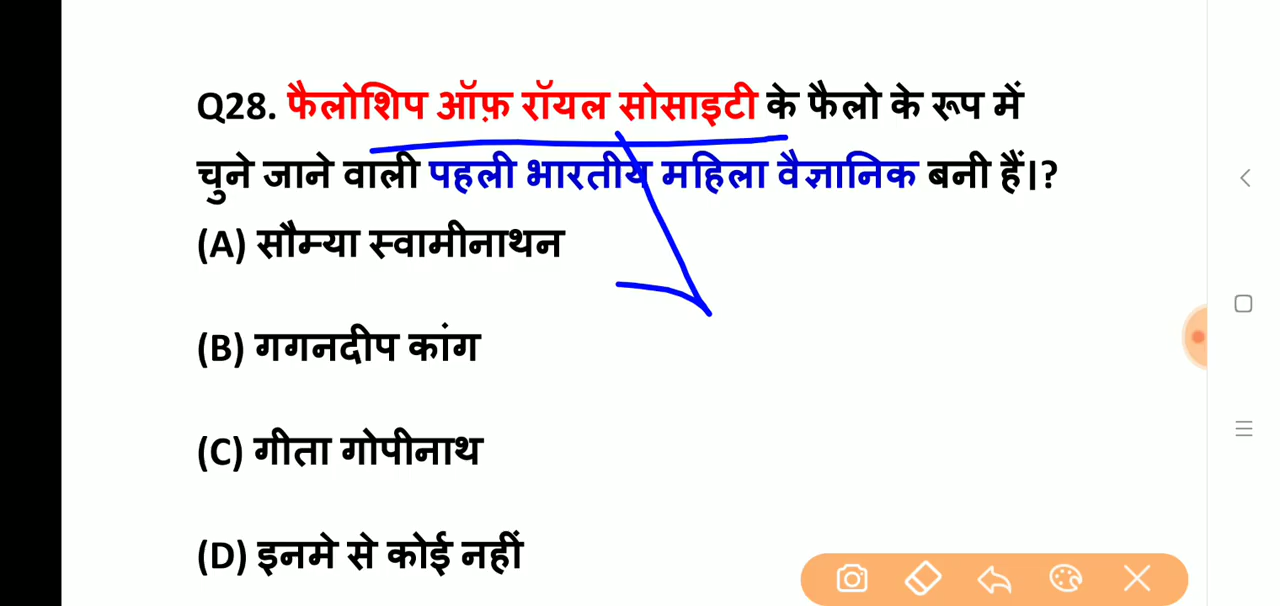 Q28. फैलोशिप ऑफ़ रॉयल सोसाइटी के फैलो के रूप में
चुने जाने वाली पहली भारतीय महिला वैज्ञानिक बनी हैं।?
(A) सौम्या स्वामीनाथन
(B) गगनदीप कांग
(C) गीता गोपीनाथ
(D) इनमे से कोई नहीं